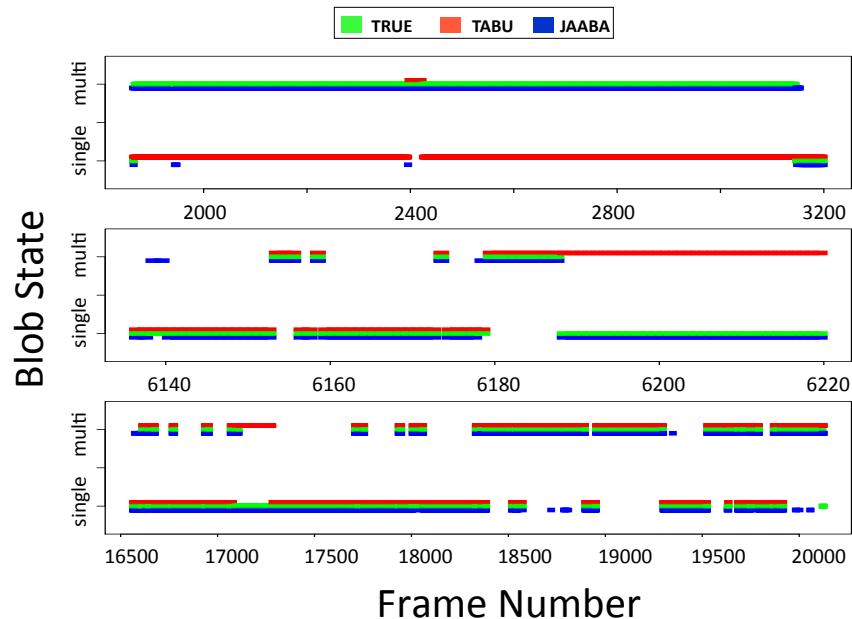 TRUE TABU JAABA
multi
single
2000 2400 2800 3200
multi
single
6140 6160 6180 6200 6220
multi
single
16500 17000 17500 18000 18500 19000 19500 20000
Blob State
Frame Number